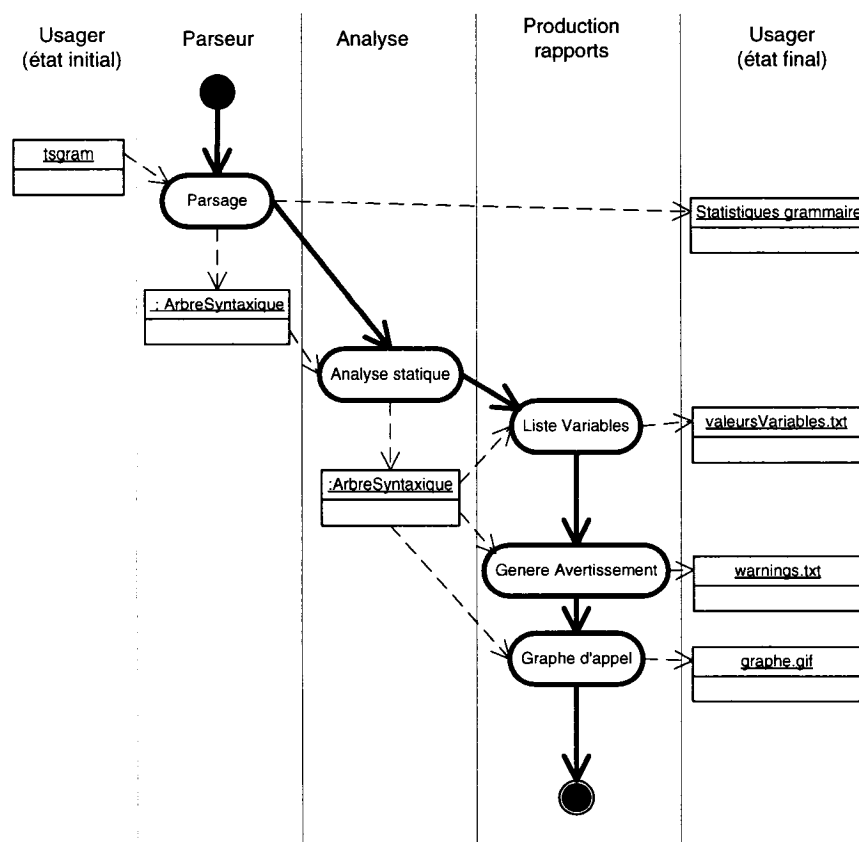 Usager
(état initial)
Parseur
Analyse
Production
rapports
Usager
(état final)
tsgram
Parsage
Statistiques grammaire
: ArbreSyntaxique
Analyse statique
Liste Variables
valeursVariables.txt
:ArbreSyntaxique
Génère Avertissement
warnings.txt
Graphe d'appel
graphe.gif